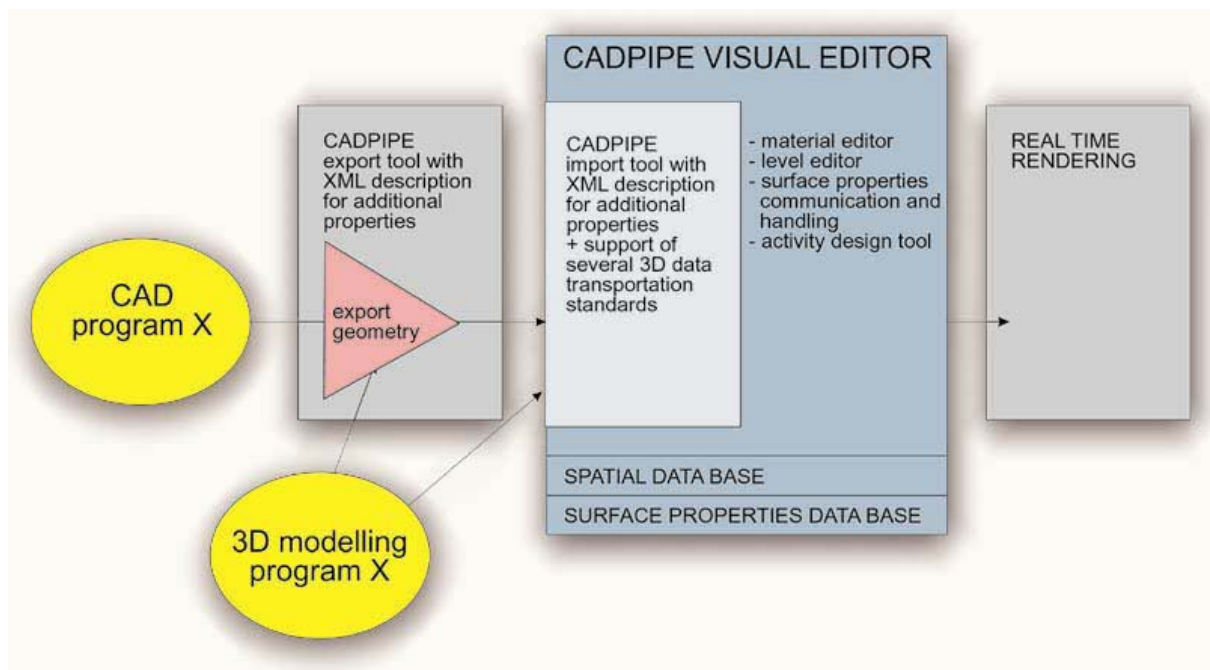 CADPIPE VISUAL EDITOR
CADPIPE
export tool with
XML description
for additional
properties
CAD
program X
export
geometry
3D modelling
program X
CADPIPE
import tool with
XML description
for additional
properties
+ support of
several 3D data
transportation
standards
- material editor
- level editor
- surface properties
communication and
handling
- activity design tool
SPATIAL DATA BASE
SURFACE PROPERTIES DATA BASE
REAL TIME
RENDERING